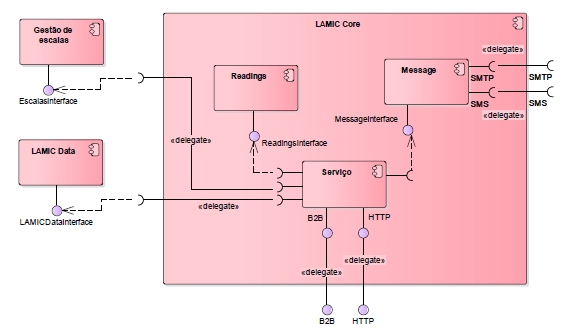 Gestão de
escalas
LAMIC Core
«delegate»
Readings
Message
SMTP
SMTP
EscalasInterface
SMS
SMS
MessageInterface
«delegate»
«delegate»
ReadingsInterface
LAMIC Data
Serviço
«delegate»
LAMICDataInterface
B2B
HTTP
«delegate»
«delegate»
B2B
HTTP